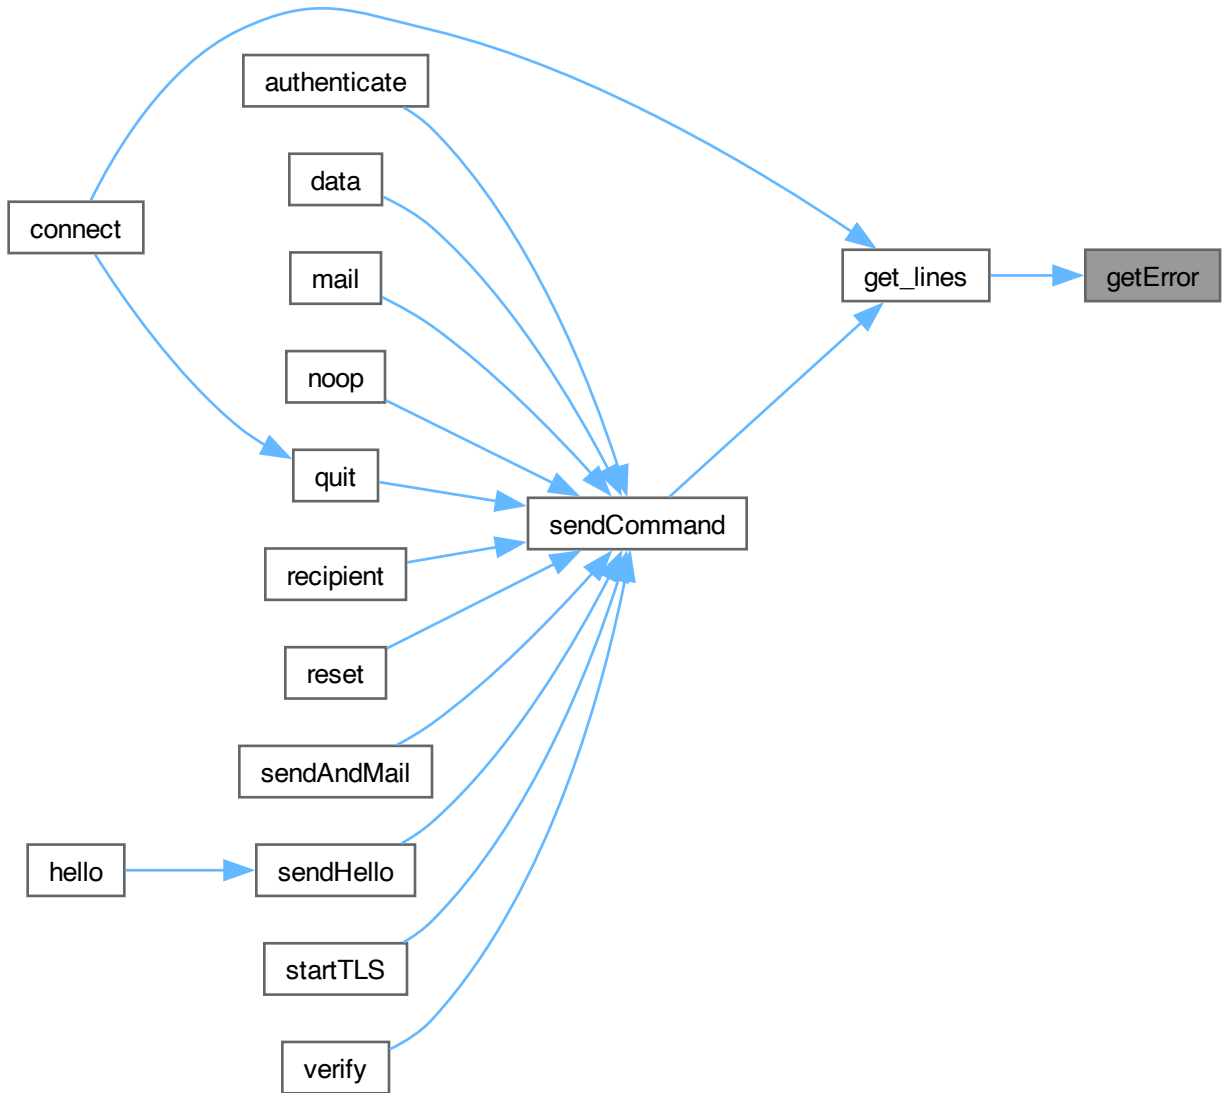 authenticate
data
connect
mail
get_lines
getError
noop
quit
sendCommand
recipient
reset
sendAndMail
hello
sendHello
startTLS
verify